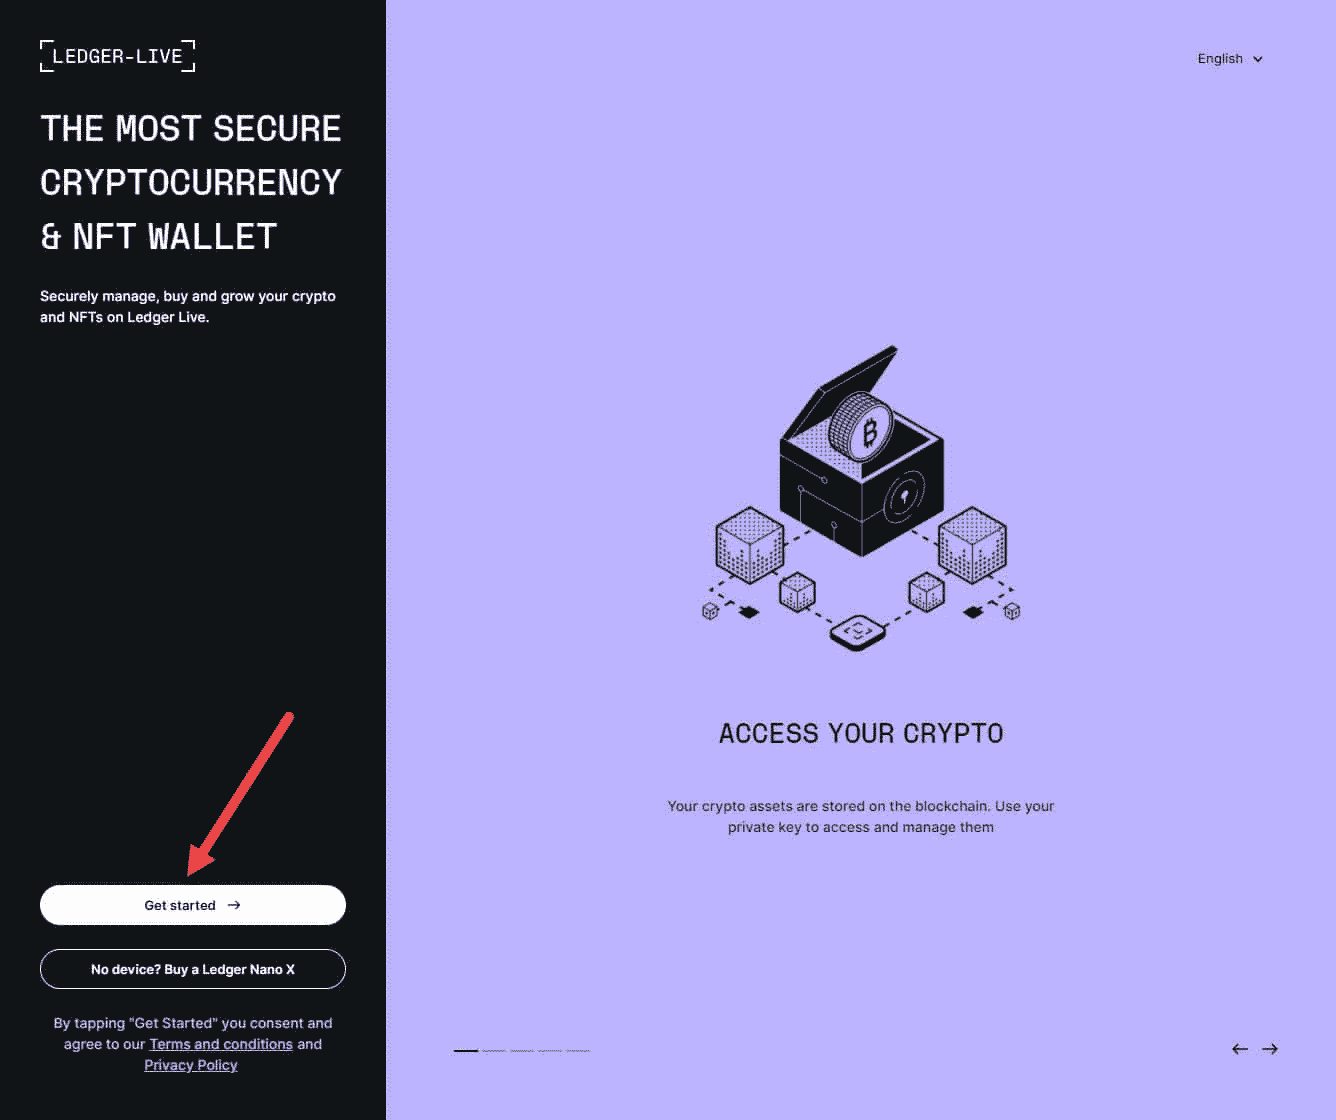 LEDGER-LIVE
THE MOST SECURE
CRYPTOCURRENCY
& NFT WALLET
Securely manage, buy and grow your crypto
and NFTs on Ledger Live.
Get started →
No device? Buy a Ledger Nano X
By tapping "Get Started" you consent and
agree to our Terms and conditions and
Privacy Policy
English
ACCESS YOUR CRYPTO
Your crypto assets are stored on the blockchain. Use your
private key to access and manage them